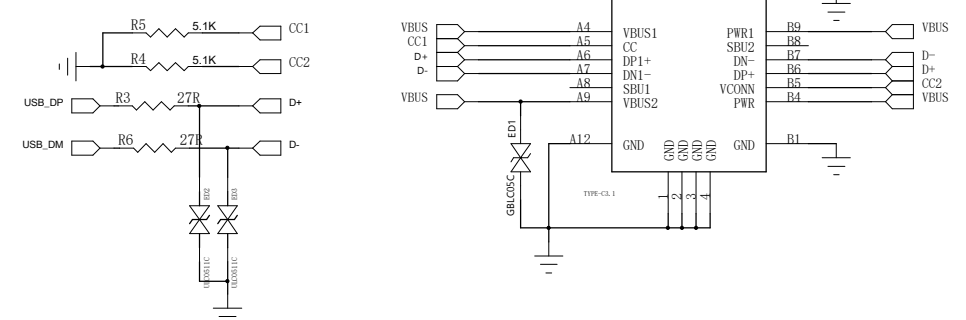 R5 5.1K CC1
R4 5.1K CC2
USB_DP R3 27R D+
USB_DM R6 27R D-
ED2 ED3
ULC0511C ULC0511C
VBUS A4 VBUS1 PWR1 B9 VBUS
CC1 A5 CC SBU2 B8
D+ A6 DP1+ DN- B7 D-
D- A7 DN1- DP+ B6 D+
A8 SBU1 VCONN B5 CC2
VBUS A9 VBUS2 PWR B4 VBUS
ED1
GBLC05C
A12 GND GND GND GND GND GND B1
TYPE-C3.1
1 2 3 4